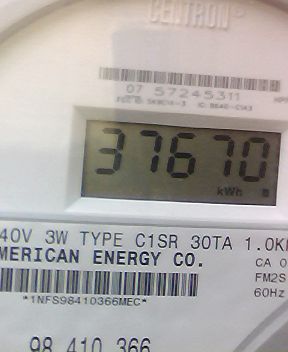 CENTRON®
07 57245311
37670
kWh
40V 3W TYPE C1SR 30TA 1.0K
MERICAN ENERGY CO.
CA 0
FM2S
60Hz
*1NFS98410366MEC*
98 410 366